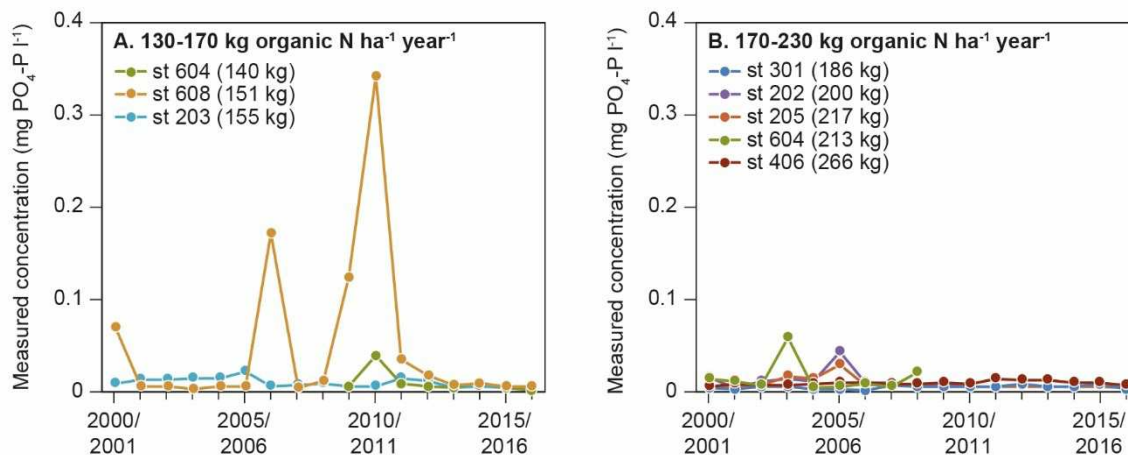 Measured concentration (mg PO₄-P l⁻¹)
0.4
0.3
0.2
0.1
0
A. 130-170 kg organic N ha⁻¹ year⁻¹
st 604 (140 kg)
st 608 (151 kg)
st 203 (155 kg)
2000/
2001
2005/
2006
2010/
2011
2015/
2016
Measured concentration (mg PO₄-P l⁻¹)
0.4
0.3
0.2
0.1
0
B. 170-230 kg organic N ha⁻¹ year⁻¹
st 301 (186 kg)
st 202 (200 kg)
st 205 (217 kg)
st 604 (213 kg)
st 406 (266 kg)
2000/
2001
2005/
2006
2010/
2011
2015/
2016